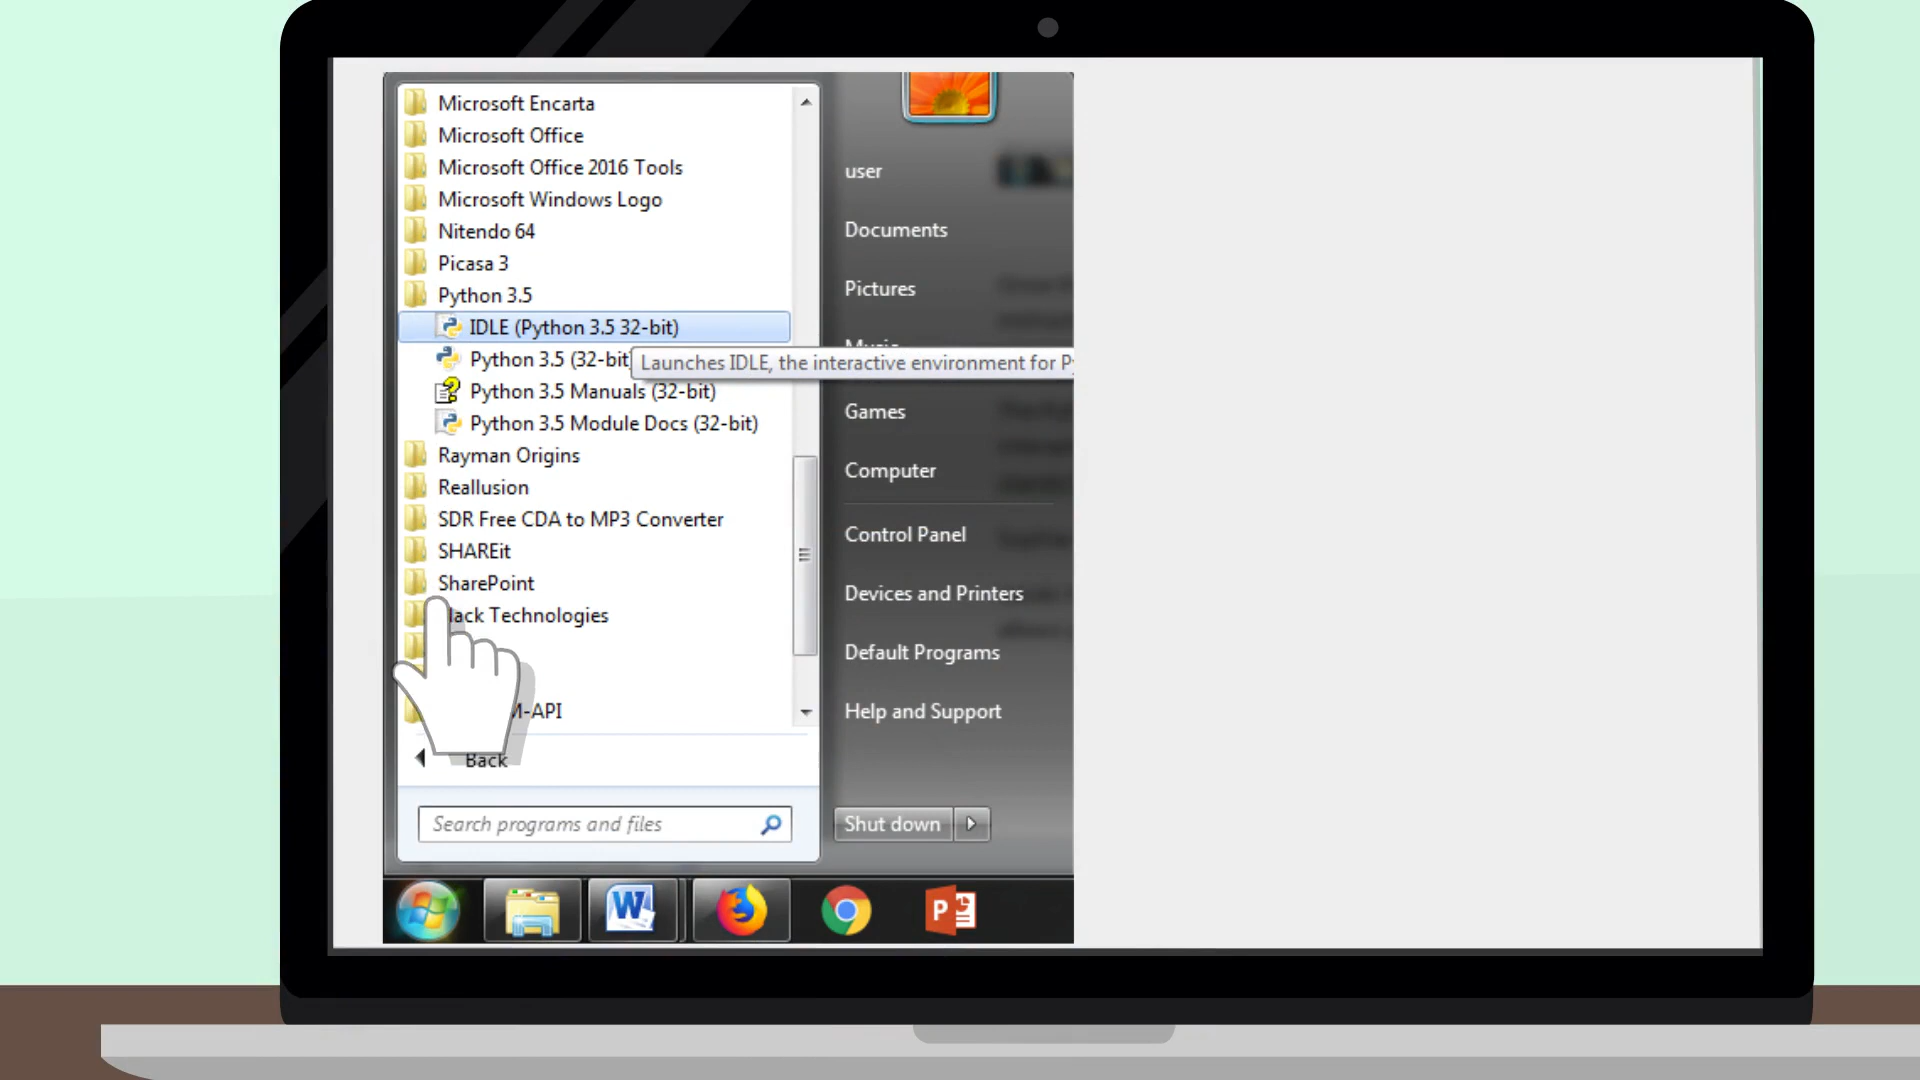 Microsoft Encarta
Microsoft Office
Microsoft Office 2016 Tools
Microsoft Windows Logo
Nitendo 64
Picasa 3
Python 3.5
IDLE (Python 3.5 32-bit)
Python 3.5 (32-bit
Launches IDLE, the interactive environment for P
Python 3.5 Manuals (32-bit)
Python 3.5 Module Docs (32-bit)
Rayman Origins
Reallusion
SDR Free CDA to MP3 Converter
SHAREit
SharePoint
Technologies
M-API
Back
Search programs and files
user
Documents
Pictures
Music
Games
Computer
Control Panel
Devices and Printers
Default Programs
Help and Support
Shut down